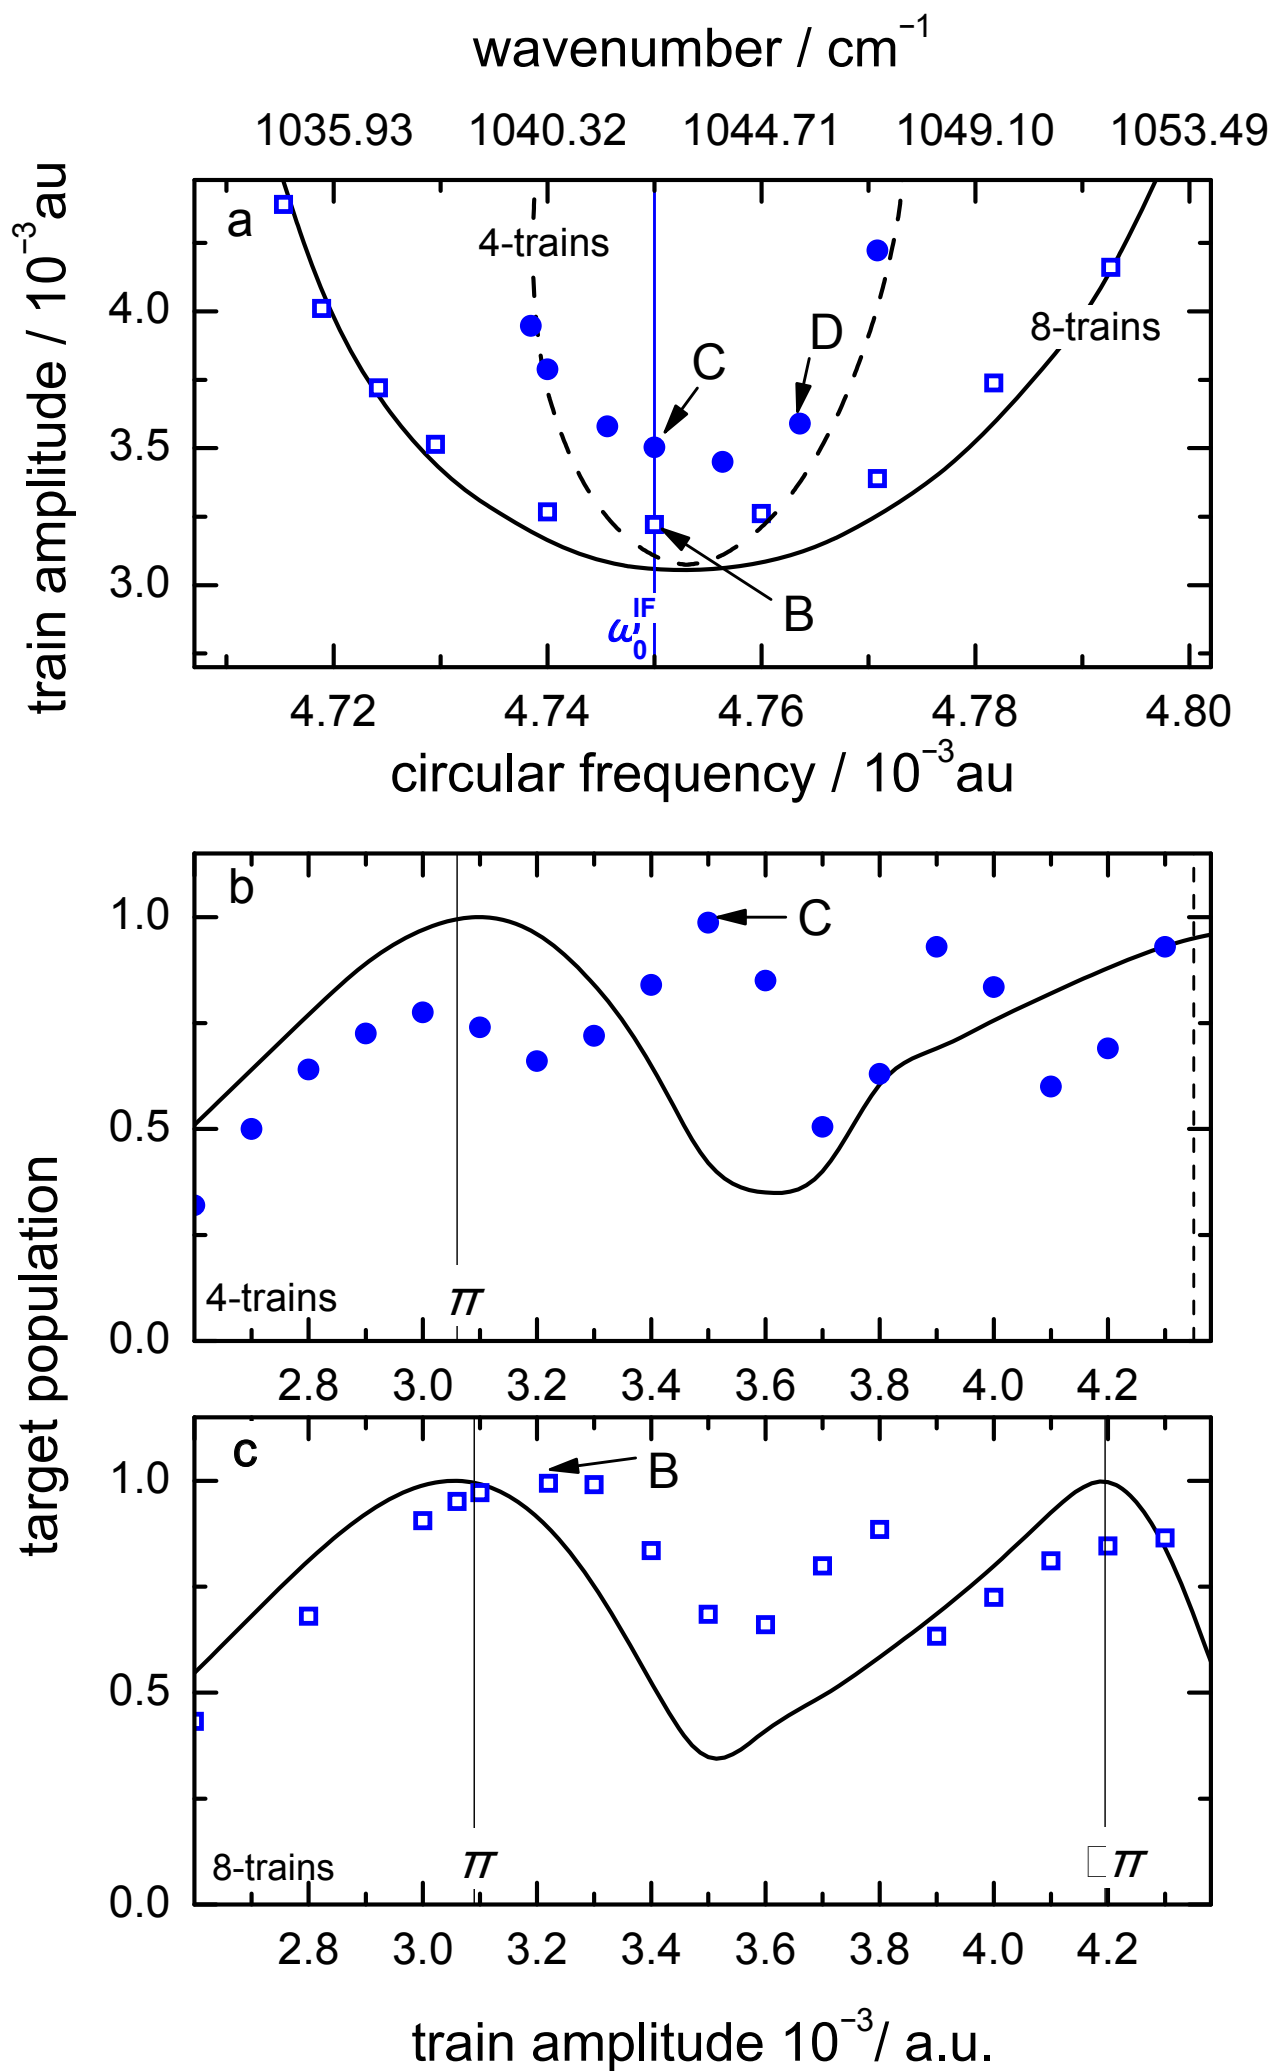 wavenumber / cm⁻¹
1035.93 1040.32 1044.71 1049.10 1053.49
train amplitude / 10⁻³au
a
4-trains
8-trains
4.0
3.5
3.0
C
D
B
ω₀ᴵᶠ
4.72 4.74 4.76 4.78 4.80
circular frequency / 10⁻³au
target population
b
C
1.0
0.5
0.0
4-trains
π
2.8 3.0 3.2 3.4 3.6 3.8 4.0 4.2
c
B
1.0
0.5
0.0
8-trains
π
□π
2.8 3.0 3.2 3.4 3.6 3.8 4.0 4.2
train amplitude 10⁻³/ a.u.